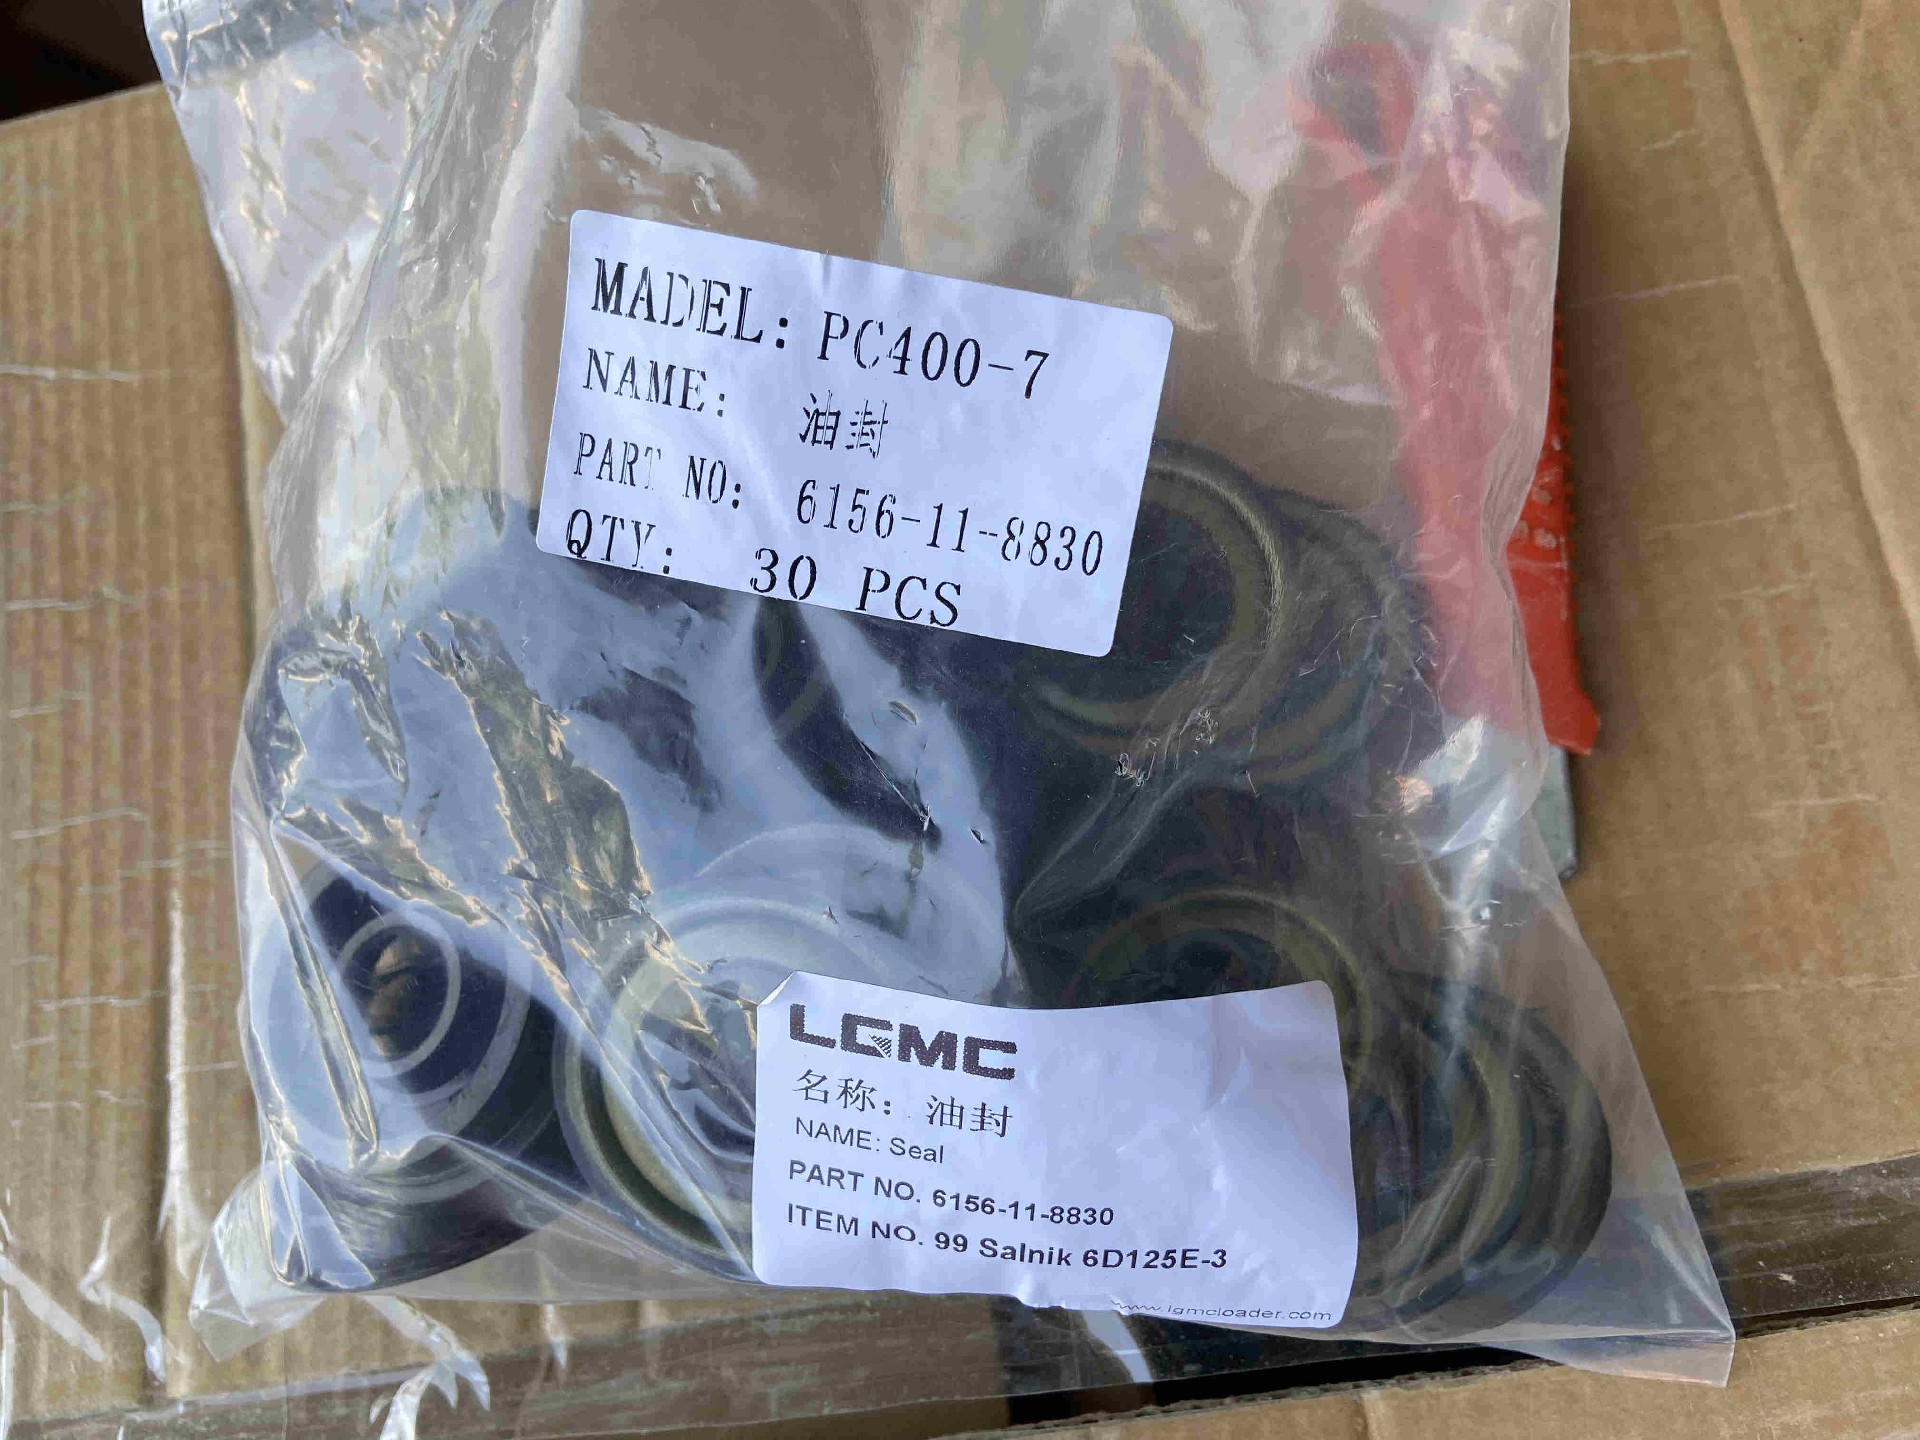 MADEL: PC400-7
NAME: 油封
PART NO: 6156-11-8830
QTY: 30 PCS
LGMC
名称: 油封
NAME: Seal
PART NO. 6156-11-8830
ITEM NO. 99 Salnik 6D125E-3
www.lgmcloader.com